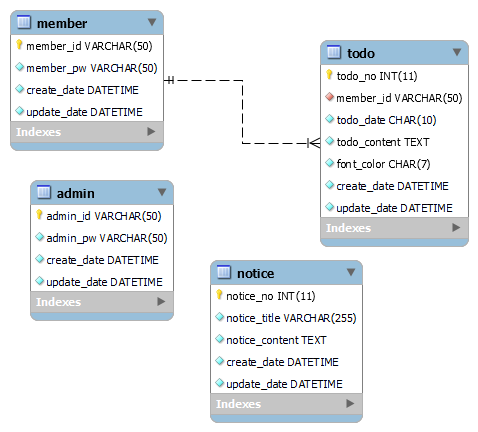 member
member_id VARCHAR(50)
member_pw VARCHAR(50)
create_date DATETIME
update_date DATETIME
Indexes
todo
todo_no INT(11)
member_id VARCHAR(50)
todo_date CHAR(10)
todo_content TEXT
font_color CHAR(7)
create_date DATETIME
update_date DATETIME
Indexes
admin
admin_id VARCHAR(50)
admin_pw VARCHAR(50)
create_date DATETIME
update_date DATETIME
Indexes
notice
notice_no INT(11)
notice_title VARCHAR(255)
notice_content TEXT
create_date DATETIME
update_date DATETIME
Indexes